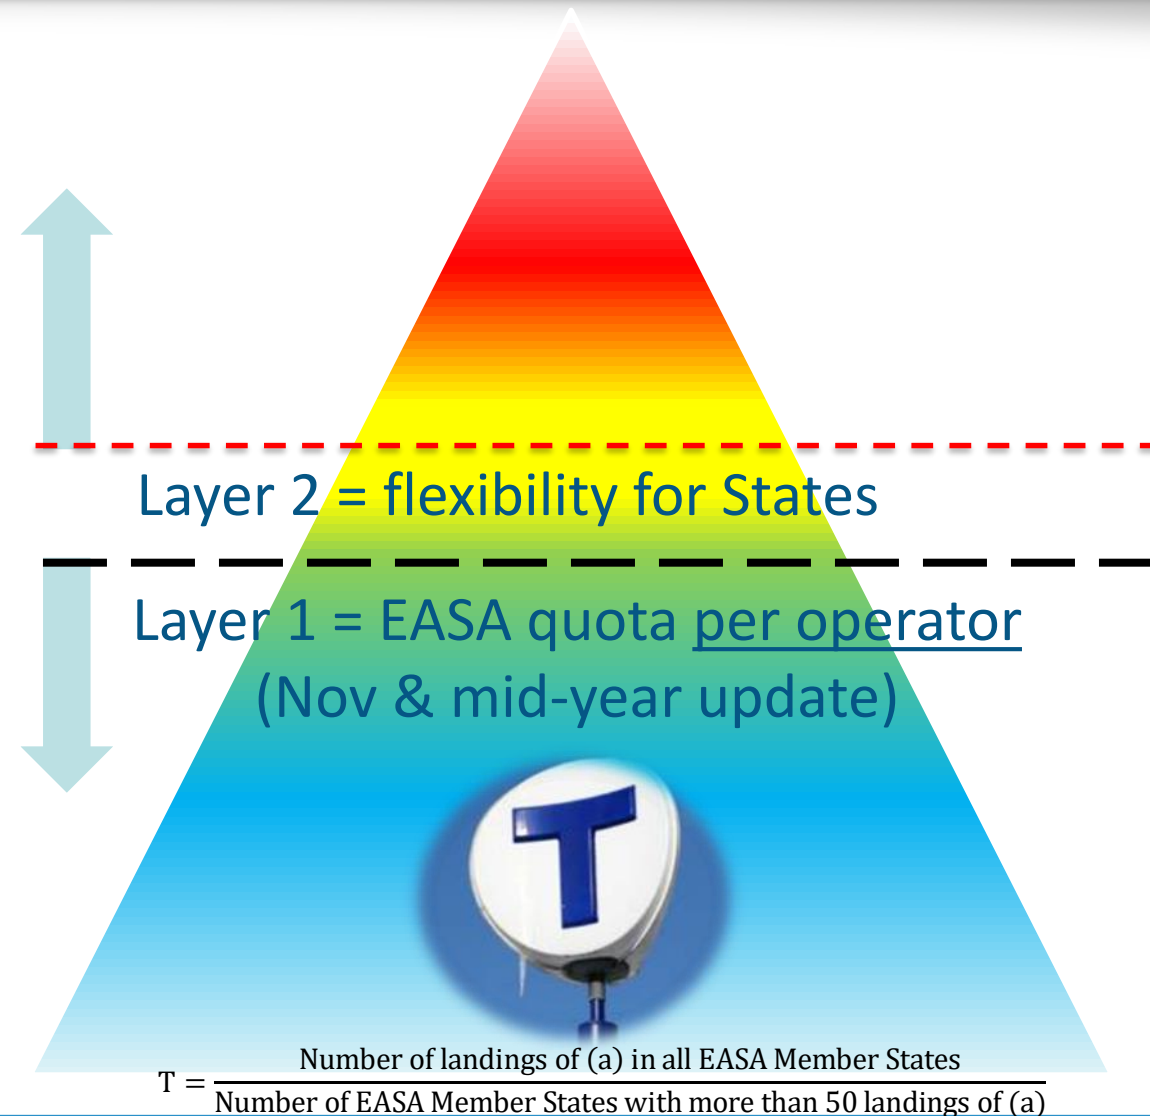 Layer 2 = flexibility for States
Layer 1 = EASA quota per operator
(Nov & mid-year update)
T
T = Number of landings of (a) in all EASA Member States
Number of EASA Member States with more than 50 landings of (a)